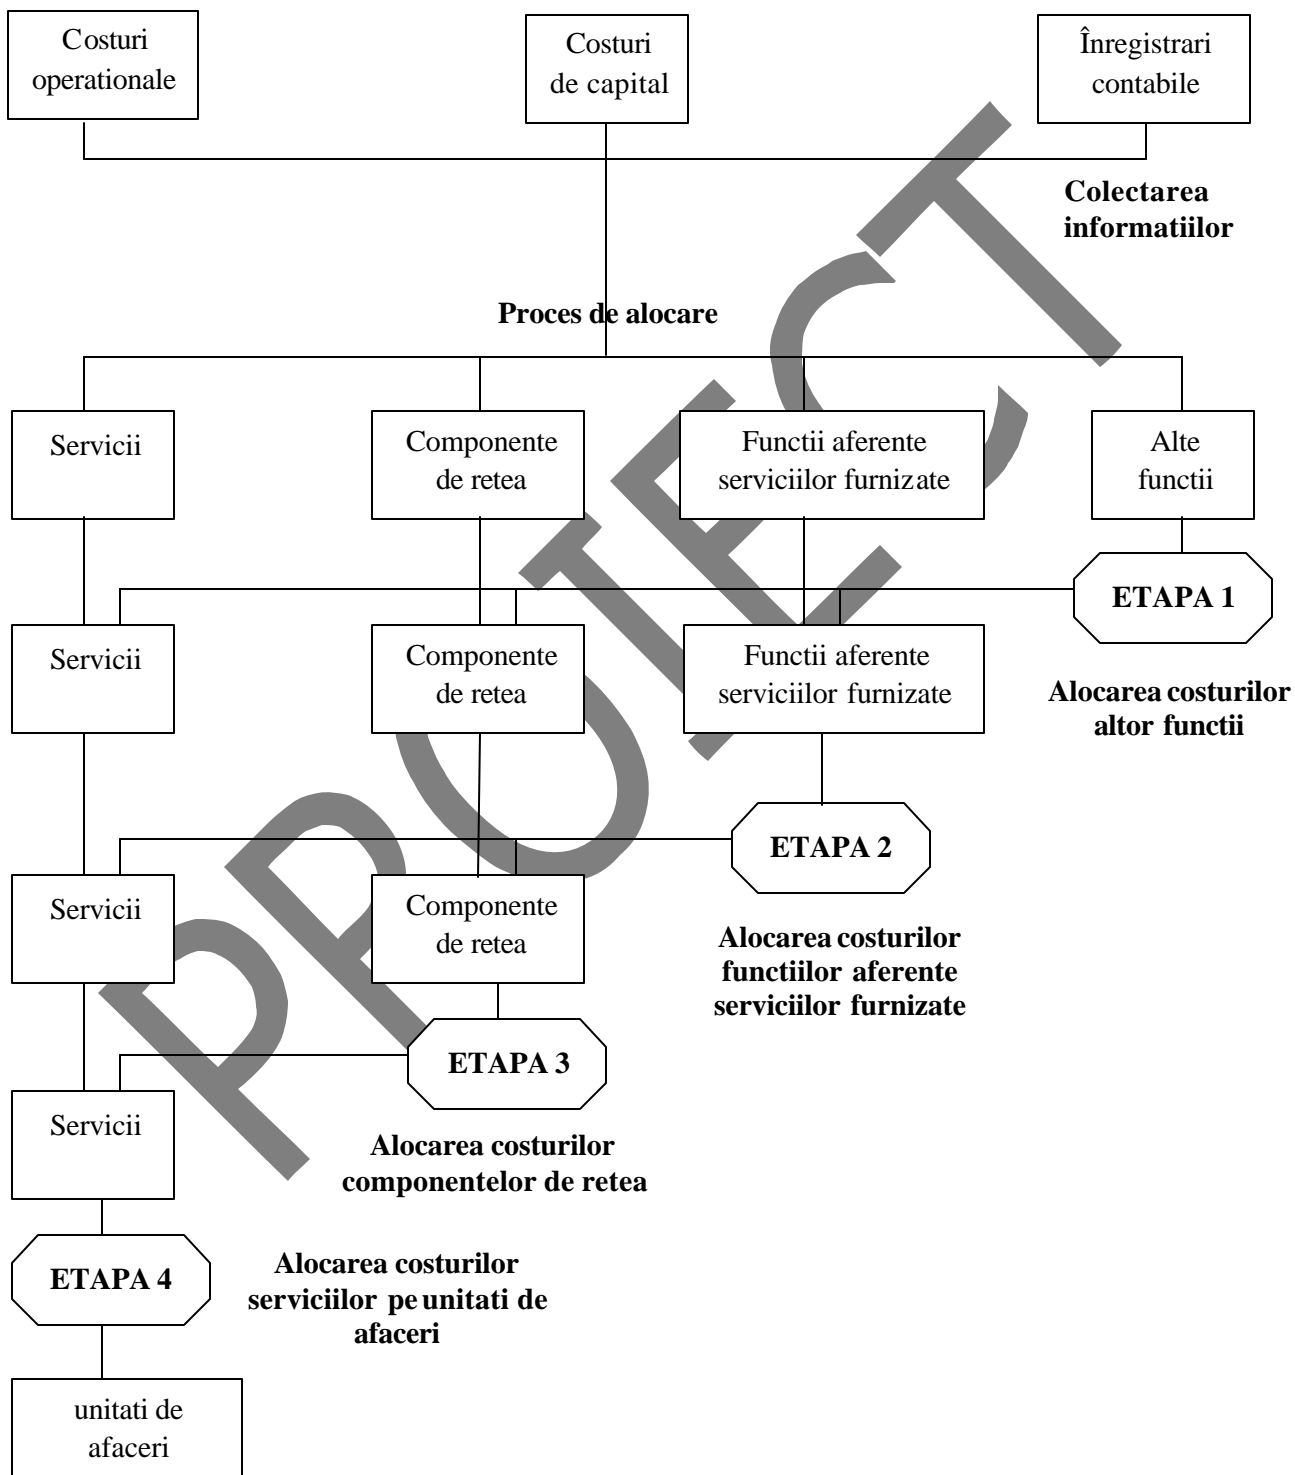 Costuri
operationale
Costuri
de capital
Înregistrari
contabile
Colectarea
informatiilor
Proces de alocare
Servicii
Componente
de retea
Functii aferente
serviciilor furnizate
Alte
functii
ETAPA 1
Servicii
Componente
de retea
Functii aferente
serviciilor furnizate
Alocarea costurilor
altor functii
ETAPA 2
Servicii
Componente
de retea
Alocarea costurilor
functiilor aferente
serviciilor furnizate
ETAPA 3
Servicii
Alocarea costurilor
componentelor de retea
ETAPA 4
Alocarea costurilor
serviciilor pe unitati de
afaceri
unitati de
afaceri
PROIECT